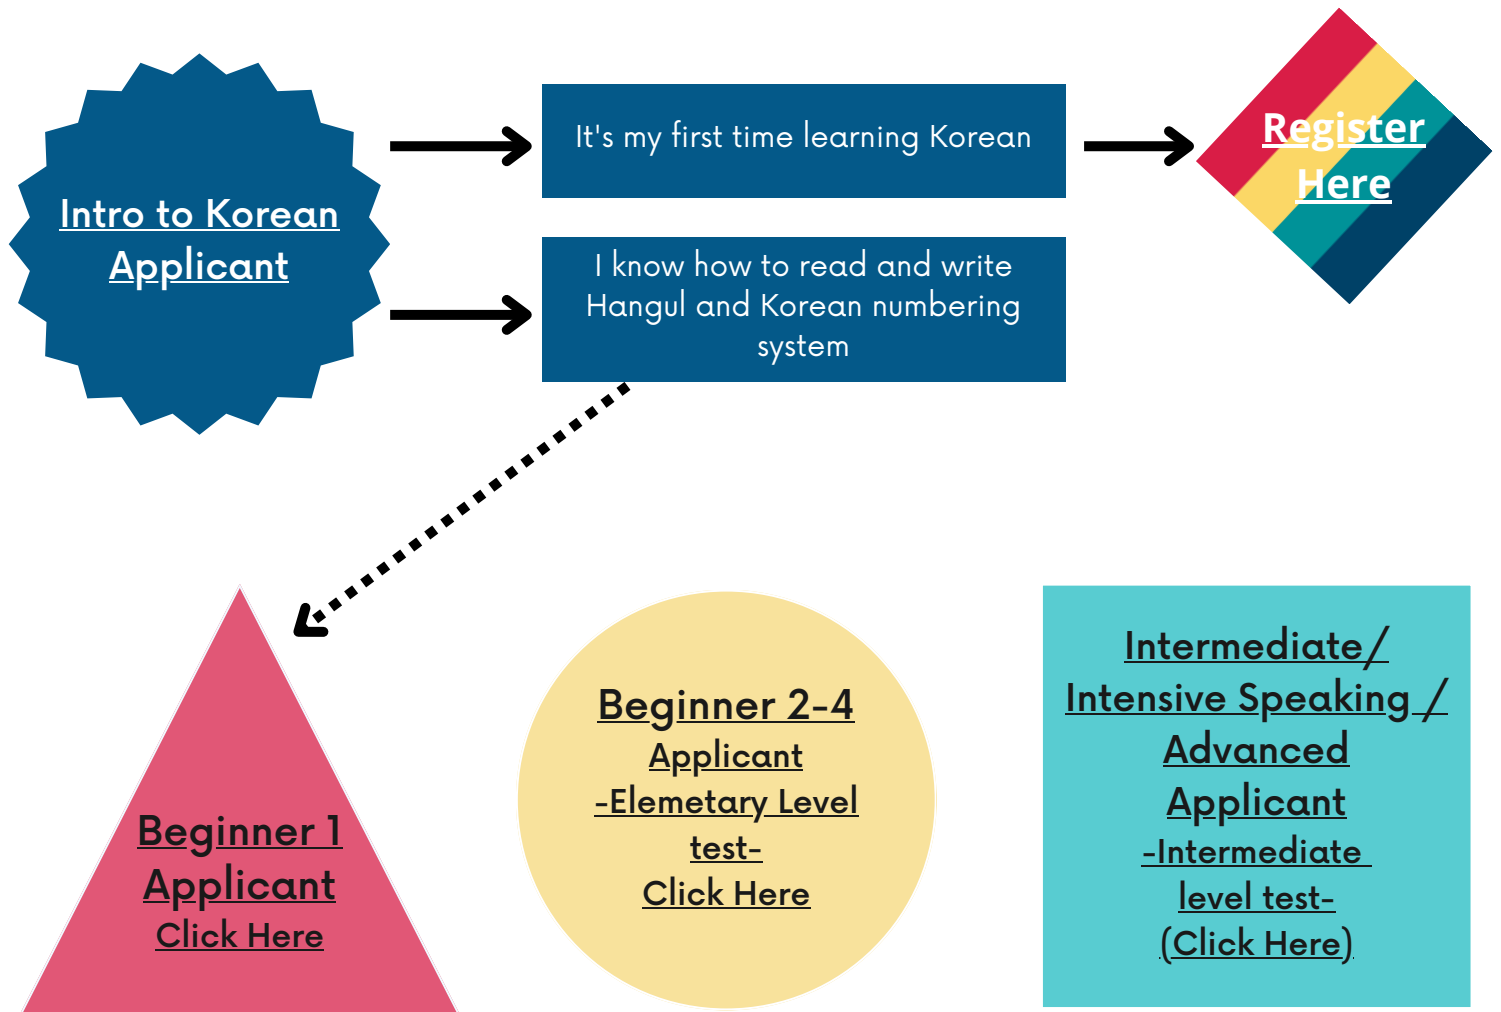 Intro to Korean
Applicant
It's my first time learning Korean
Register
Here
I know how to read and write
Hangul and Korean numbering
system
Beginner 1
Applicant
Click Here
Beginner 2-4
Applicant
-Elemetary Level
test-
Click Here
Intermediate/
Intensive Speaking /
Advanced
Applicant
-Intermediate
level test-
(Click Here)